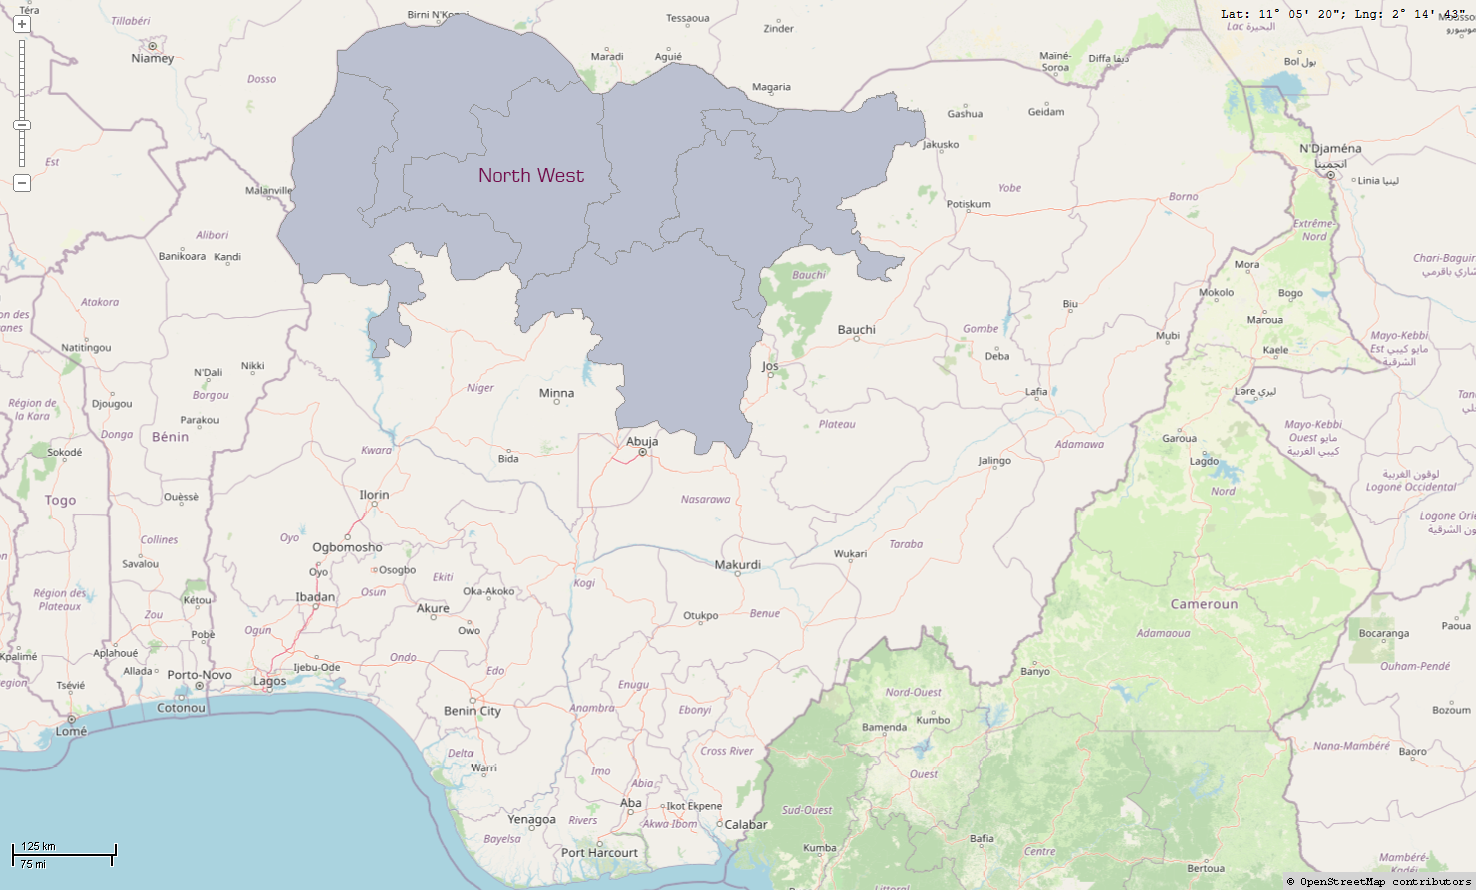 Téra
Tillabéri
Birni N'Konni
Tessaoua
Zinder
Lat: 11° 05' 20"; Lng: 2° 14' 43"
Lac البحيرة
Niamey
Maradi
Aguié
Maïné-
Soroa
Diffa ديفا
Bol بول
Dosso
Magaria
Gashua
Geidam
Est
Jakusko
N'Djaména
انجمينا
Linia لينيا
Malanville
North West
Yobe
Potiskum
Borno
Alibori
Banikoara
Kandi
Extrême-
Nord
Chari-Baguir
Mora
Bauchi
Atakora
Mokolo
Bogo
Biu
Maroua
Bauchi
Gombe
Mubi
Mayo-Kebbi
Est مايو كيبي
الشرقية
Natitingou
Deba
Kaele
N'Dali
Nikki
Borgou
Jos
Région de
la Kara
Djougou
Niger
Minna
Lafia
Lére ليري
Parakou
Donga
Bénin
Plateau
Mayo-Kebbi
Ouest مايو
كيبي الغربية
Sokodé
Kwara
Bida
Abuja
Adamawa
Garoua
Jalingo
Lagdo
لوقون الغربية
Logone Occidental
Togo
Ouèssè
Ilorin
Nasarawa
Nord
Logone Orie
Collines
Oyo
Ogbomosho
Savalou
Wukari
Taraba
Makurdi
Oyo
Osogbo
Ekiti
Kogi
Région des
Plateaux
Kétou
Ibadan
Osun
Oka-Akoko
Akure
Otukpo
Benue
Cameroun
Zou
Owo
Paoua
Pobè
Ogun
Adamaoua
Bocaranga
Kpalimé
Aplahoué
Ondo
Edo
Ouham-Pendé
Allada
Porto-Novo
Ijebu-Ode
Banyo
Tsévié
Lagos
Enugu
Nord-Ouest
Cotonou
Benin City
Anambra
Ebonyi
Kumbo
Bozoum
Lomé
Bamenda
Delta
Cross River
Nana-Mambéré
Baoro
Warri
Imo
Abia
Ouest
Aba
Ikot Ekpene
Sud-Ouest
Yenagoa
Rivers
Akwa-Ibom
Calabar
Bayelsa
Bafia
125 km
75 mi
Port Harcourt
Kumba
Centre
Mambéré-
Bertoua
Littoral
© OpenStreetMap contributors